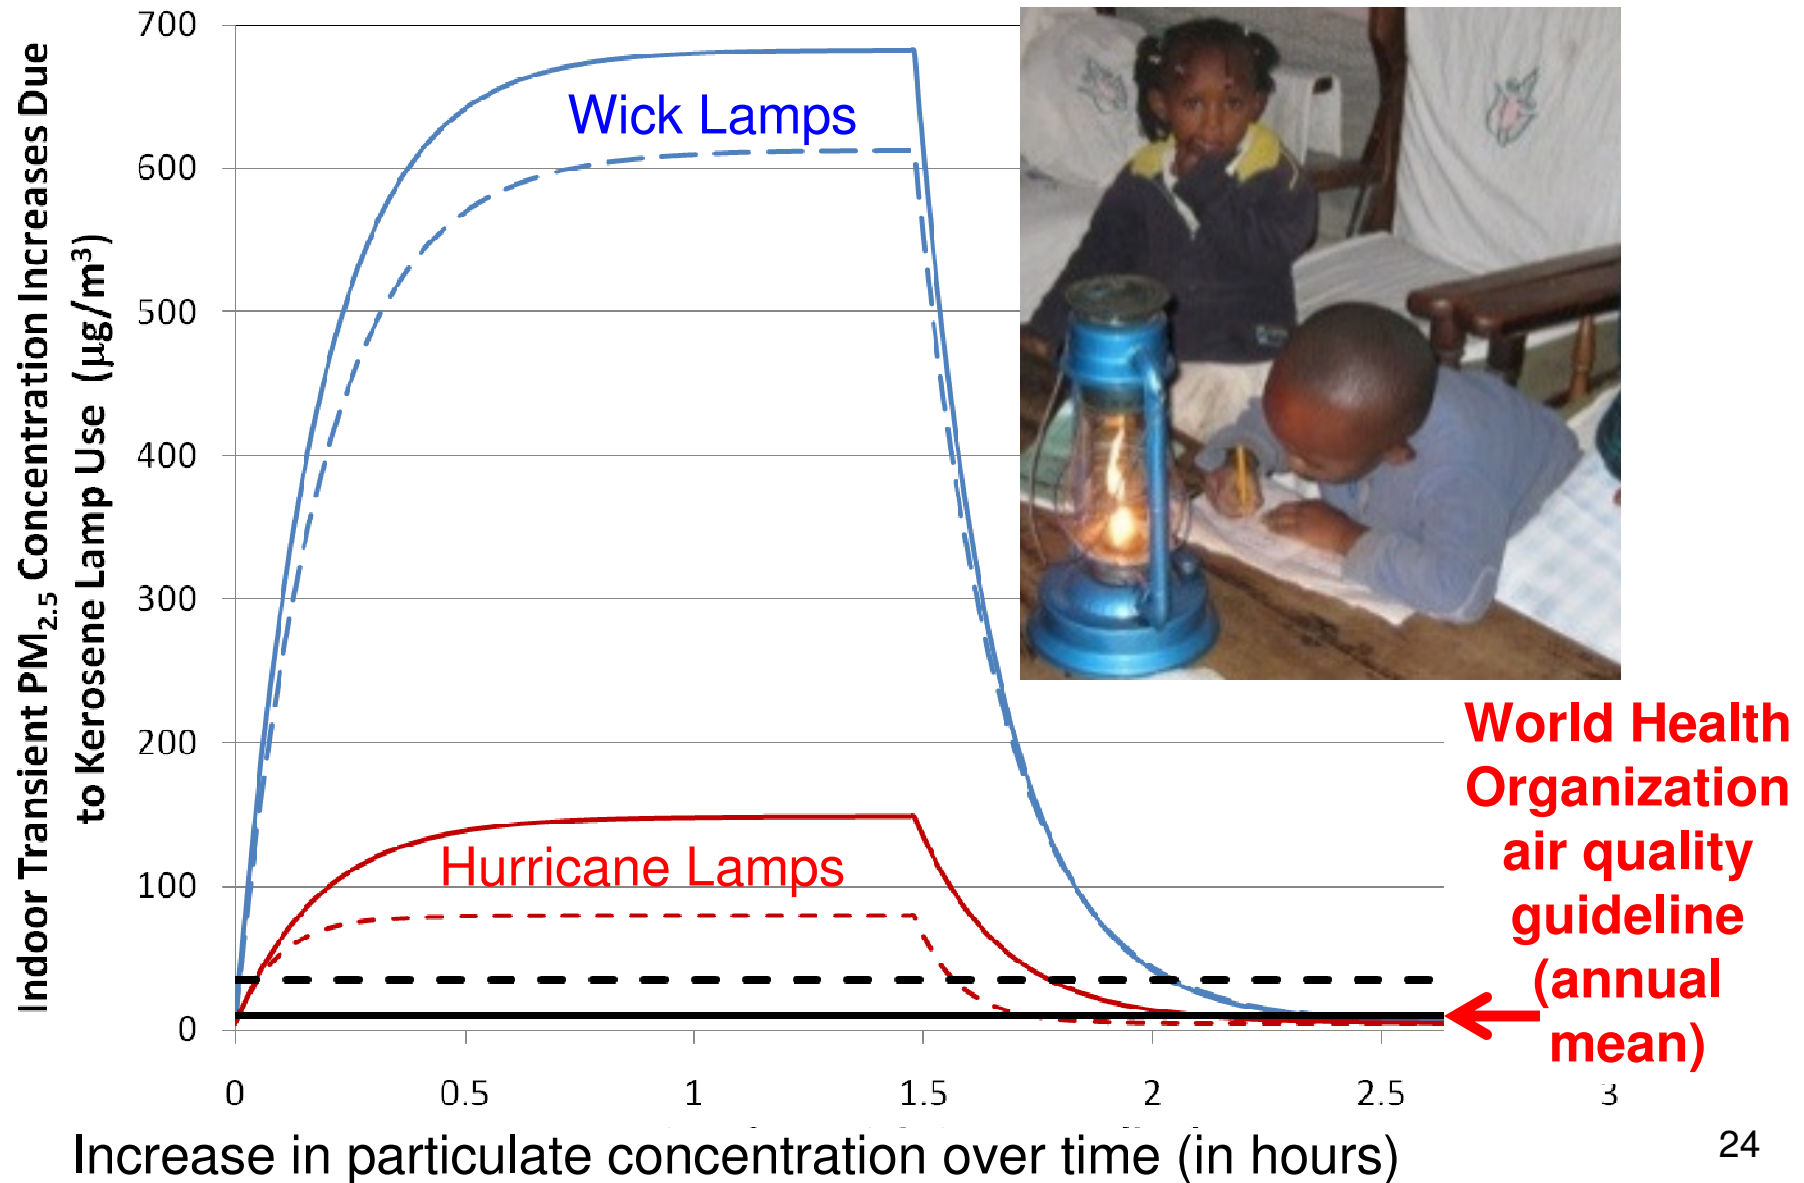 Indoor Transient PM2.5 Concentration Increases Due
to Kerosene Lamp Use (µg/m³)
700
600
500
400
300
200
100
0
Wick Lamps
Hurricane Lamps
World Health
Organization
air quality
guideline
(annual
mean)
0 0.5 1 1.5 2 2.5 3
Increase in particulate concentration over time (in hours)
24